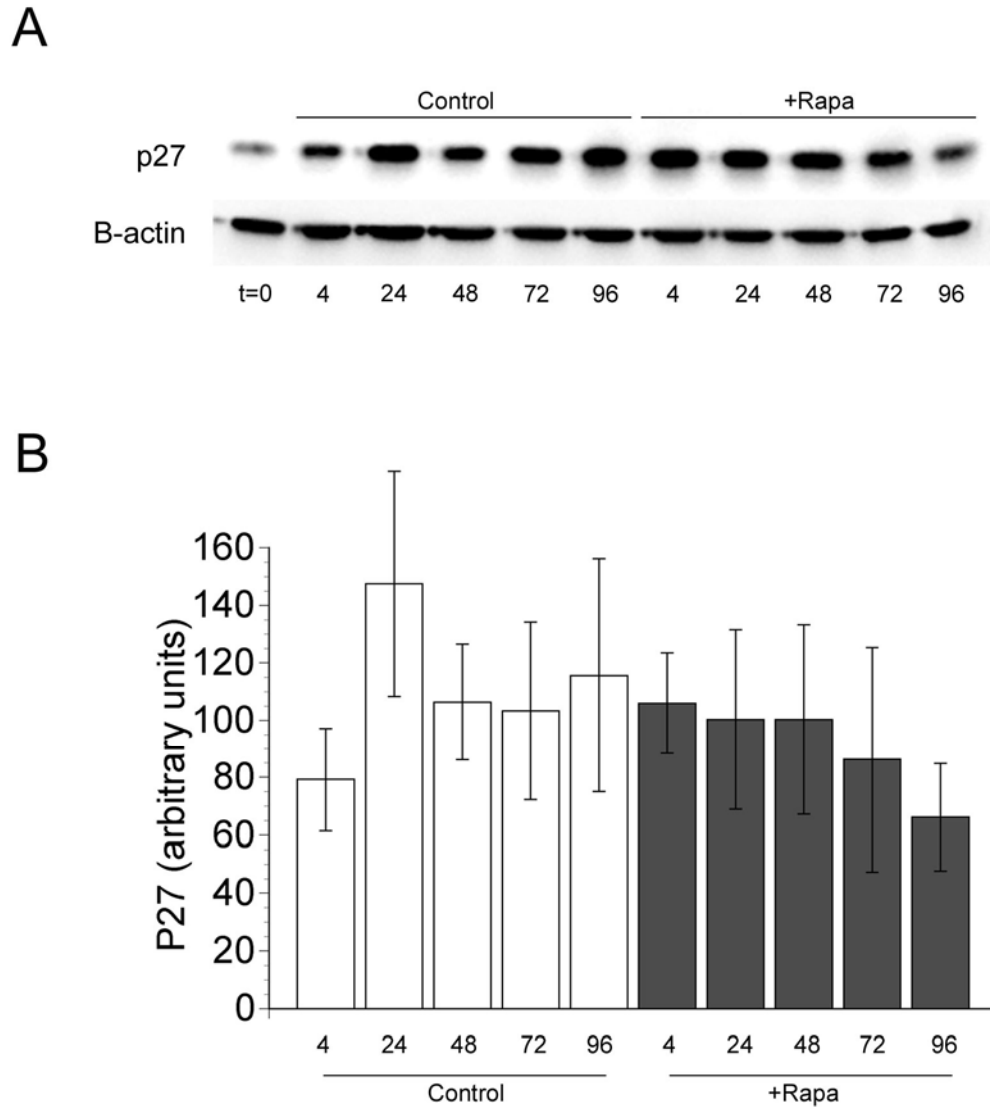 A
Control +Rapa
p27
B-actin
t=0 4 24 48 72 96 4 24 48 72 96
B
160
140
120
100
80
60
40
20
0
P27 (arbitrary units)
4 24 48 72 96 4 24 48 72 96
Control +Rapa